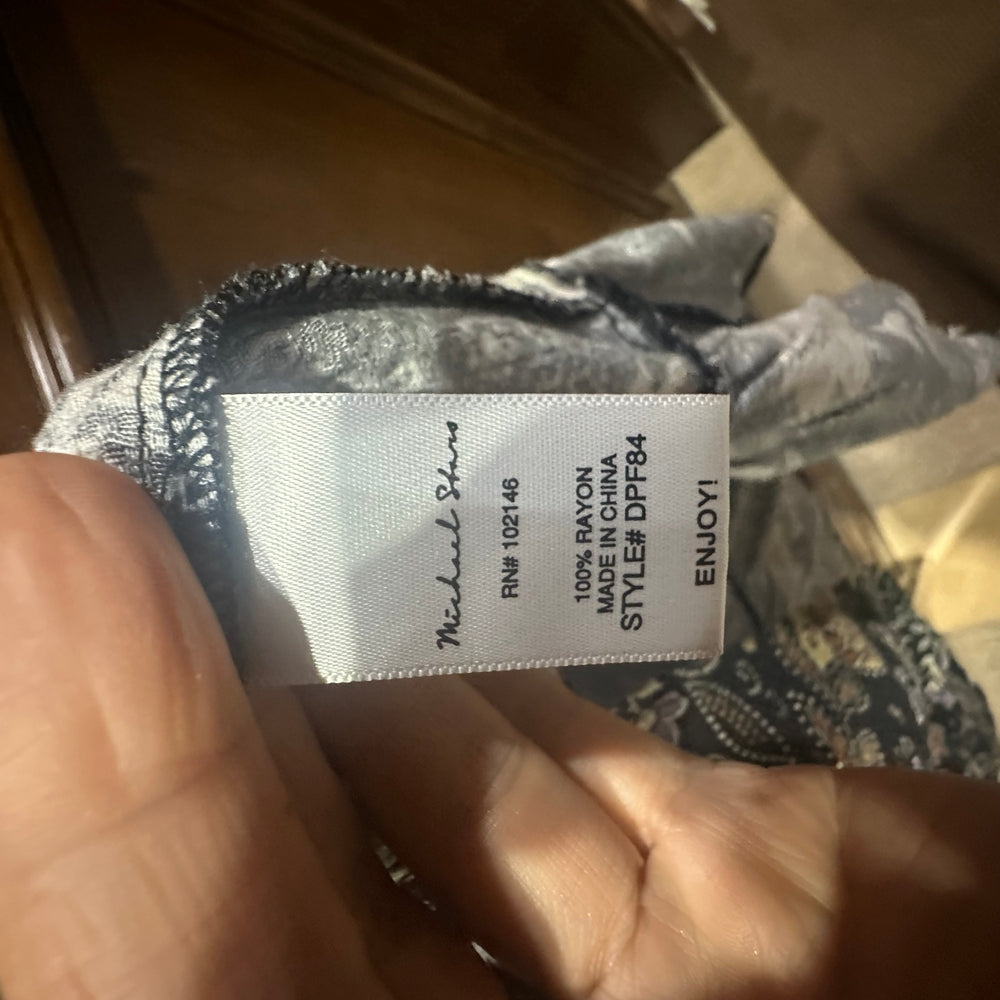 Michael Stars
RN# 102146
100% RAYON
MADE IN CHINA
STYLE# DPF84
ENJOY!